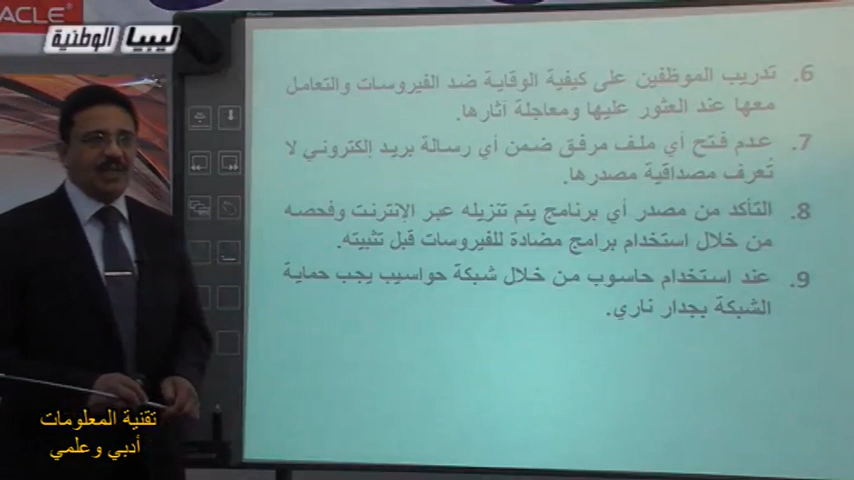 ACLE
ليبيا الوطنية
6. تدريب الموظفين على كيفية الوقاية ضد الفيروسات والتعامل
معها عند العثور عليها ومعاجلة آثارها.
7. عدم فتح أي ملف مرفق ضمن أي رسالة بريد إلكتروني لا
تُعرف مصداقية مصدرها.
8. التأكد من مصدر أي برنامج يتم تنزيله عبر الإنترنت وفحصه
من خلال استخدام برامج مضادة للفيروسات قبل تثبيته.
9. عند استخدام حاسوب من خلال شبكة حواسيب يجب حماية
الشبكة بجدار ناري.
تقنية المعلومات
أدبي وعلمي